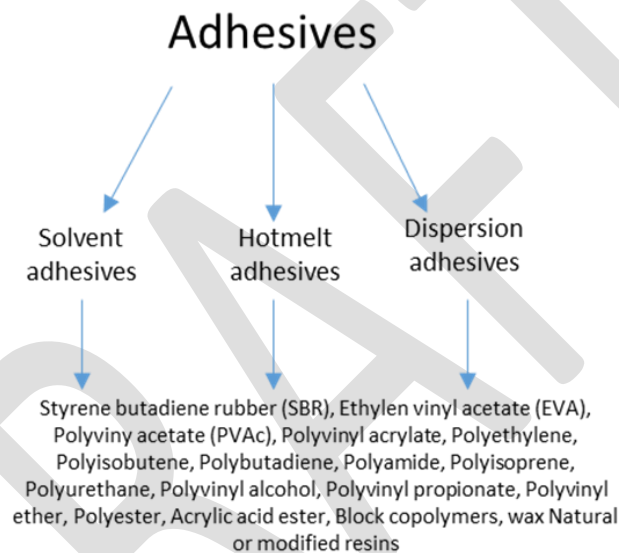 Adhesives
Solvent
adhesives
Hotmelt
adhesives
Dispersion
adhesives
Styrene butadiene rubber (SBR), Ethylen vinyl acetate (EVA),
Polyviny acetate (PVAc), Polyvinyl acrylate, Polyethylene,
Polyisobutene, Polybutadiene, Polyamide, Polyisoprene,
Polyurethane, Polyvinyl alcohol, Polyvinyl propionate, Polyvinyl
ether, Polyester, Acrylic acid ester, Block copolymers, wax Natural
or modified resins